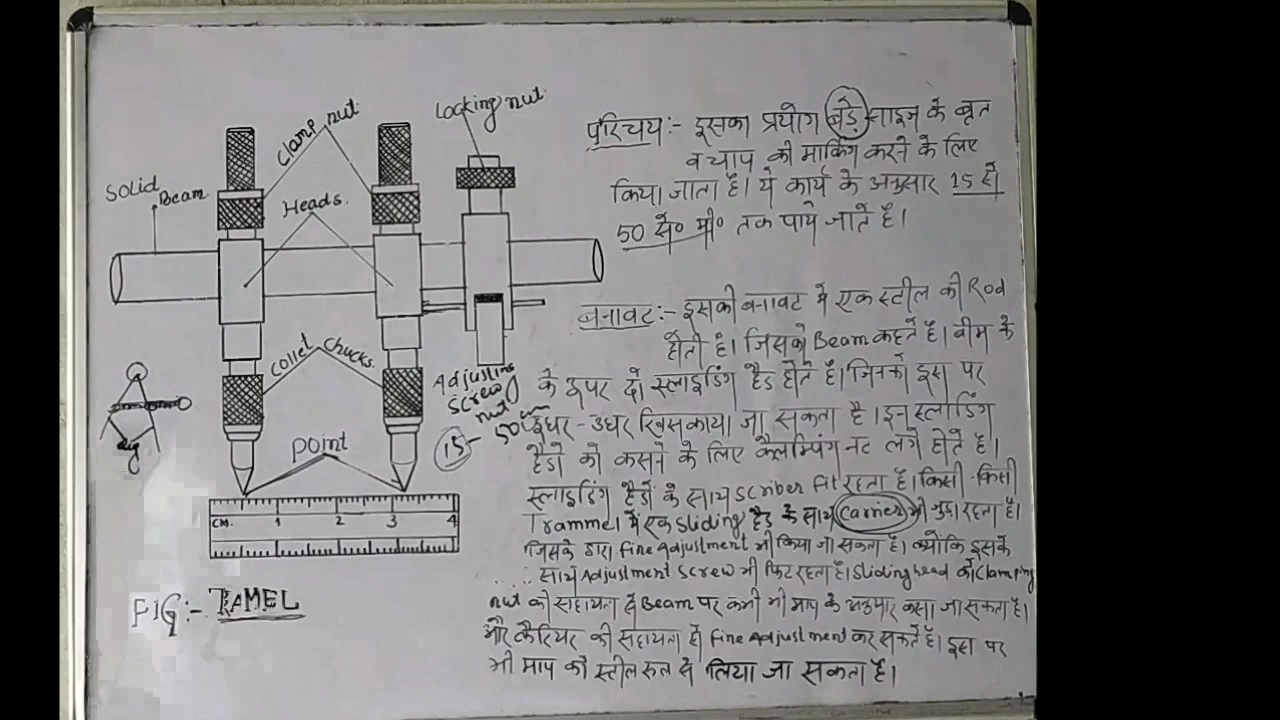 Solid
Beam
Clamp nut
Heads.
Locking nut
Collet chucks.
Adjusting
screw
nut
15-50 cm
Point
CM. 1 2 3 4
FIG:- TRAMEL
परिचय:- इसका प्रयोग बड़े साइज के वृत
व चाप की मार्किंग करने के लिए
किया जाता है। ये कार्य के अनुसार 15 से
50 से० मी० तक पाये जाते है।
बनावट:- इसकी बनावट में एक स्टील की Rod
होती है। जिसको Beam कहते है। बीम के
के ऊपर दो स्लाइडिंग हैड होते है। जिनको इस पर
इधर-उधर खिसकाया जा सकता है। इन स्लाडिंग
हैडो को कसने के लिए क्लैमपिंग नट लगे होते है।
स्लाइडिंग हैडों के साथ scriber Fit रहता है। किसी-किसी
Trammel में एक sliding हैड के साथ carrier भी जुडा रहता है।
जिसके द्वारा fine adjustment भी किया जा सकता है। क्योकि इसके
साथ Adjustment screw भी फिट रहता है। sliding head को clamping
nut की सहायता से Beam पर कभी भी माप के अनुसार कसा जा सकता है।
और कैरियर की सहायता से fine adjustment कर सकते है। इस पर
भी माप को स्टील रुल से लिया जा सकता है।